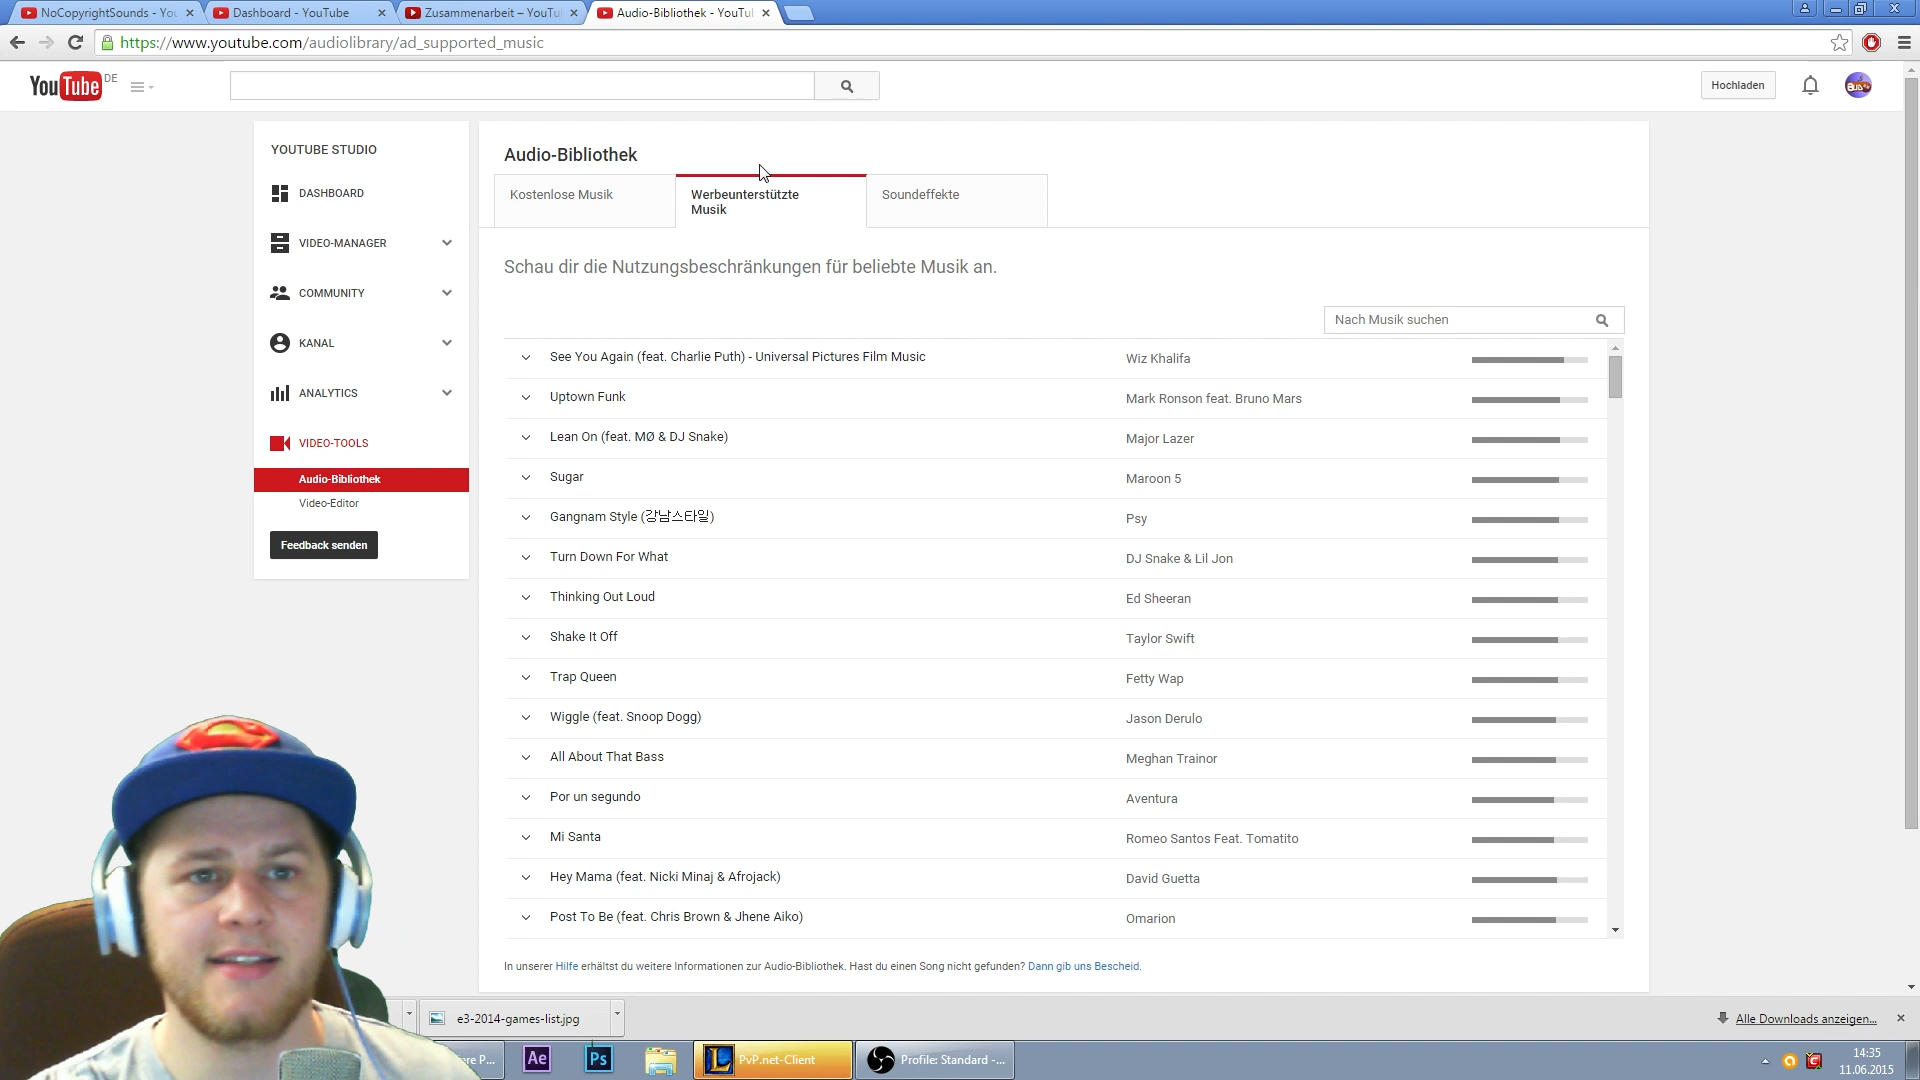 NoCopyrightSounds - You
Dashboard - YouTube
Zusammenarbeit – YouTu
Audio-Bibliothek - YouTu
https://www.youtube.com/audiolibrary/ad_supported_music
YouTube DE
Hochladen
YOUTUBE STUDIO
DASHBOARD
VIDEO-MANAGER
COMMUNITY
KANAL
ANALYTICS
VIDEO-TOOLS
Audio-Bibliothek
Video-Editor
Feedback senden
Audio-Bibliothek
Kostenlose Musik
Werbeunterstützte
Musik
Soundeffekte
Schau dir die Nutzungsbeschränkungen für beliebte Musik an.
Nach Musik suchen
See You Again (feat. Charlie Puth) - Universal Pictures Film Music Wiz Khalifa
Uptown Funk Mark Ronson feat. Bruno Mars
Lean On (feat. MØ & DJ Snake) Major Lazer
Sugar Maroon 5
Gangnam Style (강남스타일) Psy
Turn Down For What DJ Snake & Lil Jon
Thinking Out Loud Ed Sheeran
Shake It Off Taylor Swift
Trap Queen Fetty Wap
Wiggle (feat. Snoop Dogg) Jason Derulo
All About That Bass Meghan Trainor
Por un segundo Aventura
Mi Santa Romeo Santos Feat. Tomatito
Hey Mama (feat. Nicki Minaj & Afrojack) David Guetta
Post To Be (feat. Chris Brown & Jhene Aiko) Omarion
In unserer Hilfe erhältst du weitere Informationen zur Audio-Bibliothek. Hast du einen Song nicht gefunden? Dann gib uns Bescheid.
e3-2014-games-list.jpg
Alle Downloads anzeigen...
Ae
Ps
PvP.net-Client
Profile: Standard -...
14:35
11.06.2015